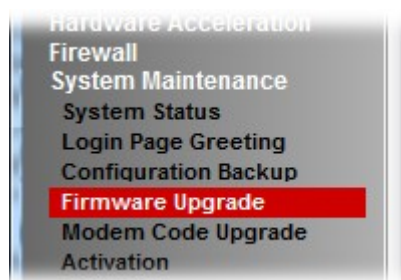 Hardware Acceleration
Firewall
System Maintenance
System Status
Login Page Greeting
Configuration Backup
Firmware Upgrade
Modem Code Upgrade
Activation